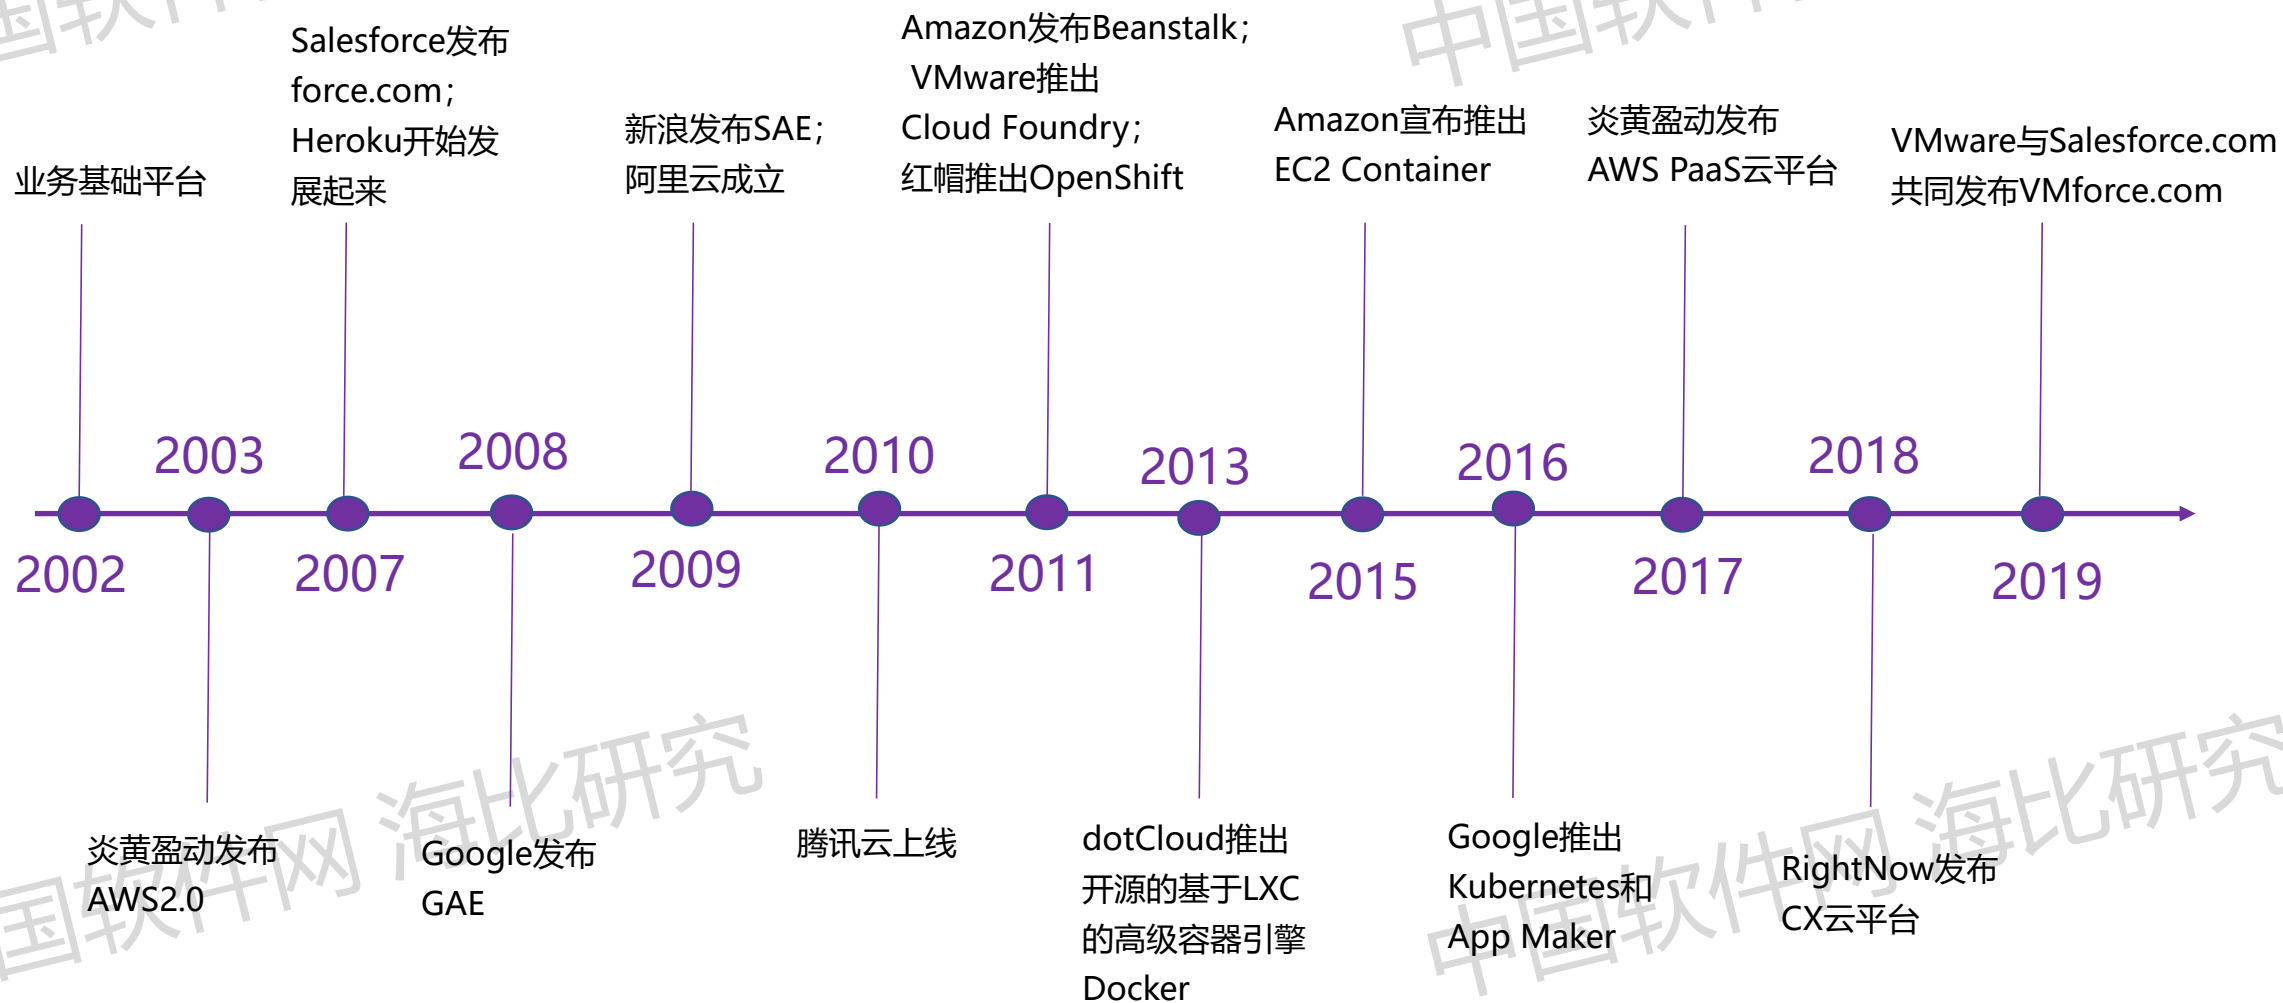 业务基础平台
Salesforce发布
force.com；
Heroku开始发
展起来
新浪发布SAE；
阿里云成立
Amazon发布Beanstalk；
VMware推出
Cloud Foundry；
红帽推出OpenShift
Amazon宣布推出
EC2 Container
炎黄盈动发布
AWS PaaS云平台
VMware与Salesforce.com
共同发布VMforce.com
2003
2008
2010
2013
2016
2018
2002
2007
2009
2011
2015
2017
2019
炎黄盈动发布
AWS2.0
Google发布
GAE
腾讯云上线
dotCloud推出
开源的基于LXC
的高级容器引擎
Docker
Google推出
Kubernetes和
App Maker
RightNow发布
CX云平台
国软件
中国软件
国软件网 海比研究
中国软件网 海比研究